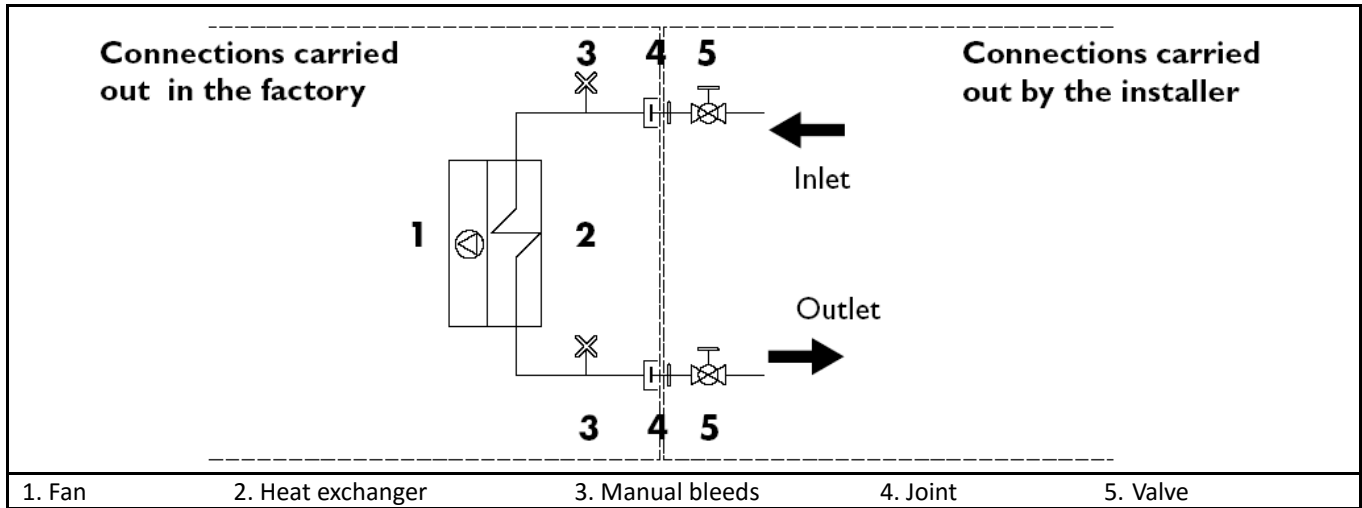 Connections carried
out in the factory
3 4 5
Connections carried
out by the installer
Inlet
1 2
Outlet
3 4 5
1. Fan 2. Heat exchanger 3. Manual bleeds 4. Joint 5. Valve